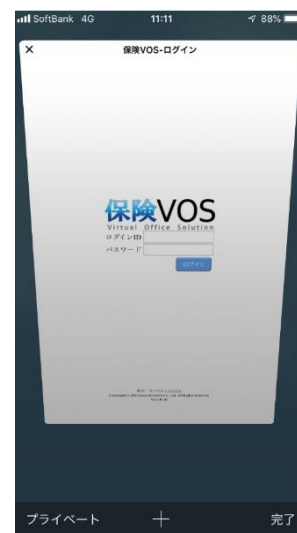 SoftBank 4G 11:11 88%
× 保険VOS-ログイン
保険VOS
Virtual Office Solution
ログインID
パスワード
ログイン
プライベート + 完了